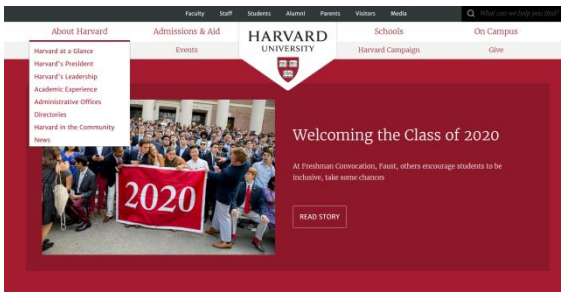 Faculty Staff Students Alumni Parents Visitors Media What can we help you find?
About Harvard Admissions & Aid HARVARD UNIVERSITY Schools On Campus
Events Harvard Campaign Give
Harvard at a Glance
Harvard's President
Harvard's Leadership
Academic Experience
Administrative Offices
Directories
Harvard in the Community
News
2020
Welcoming the Class of 2020
At Freshman Convocation, Faust, others encourage students to be
inclusive, take some chances
READ STORY